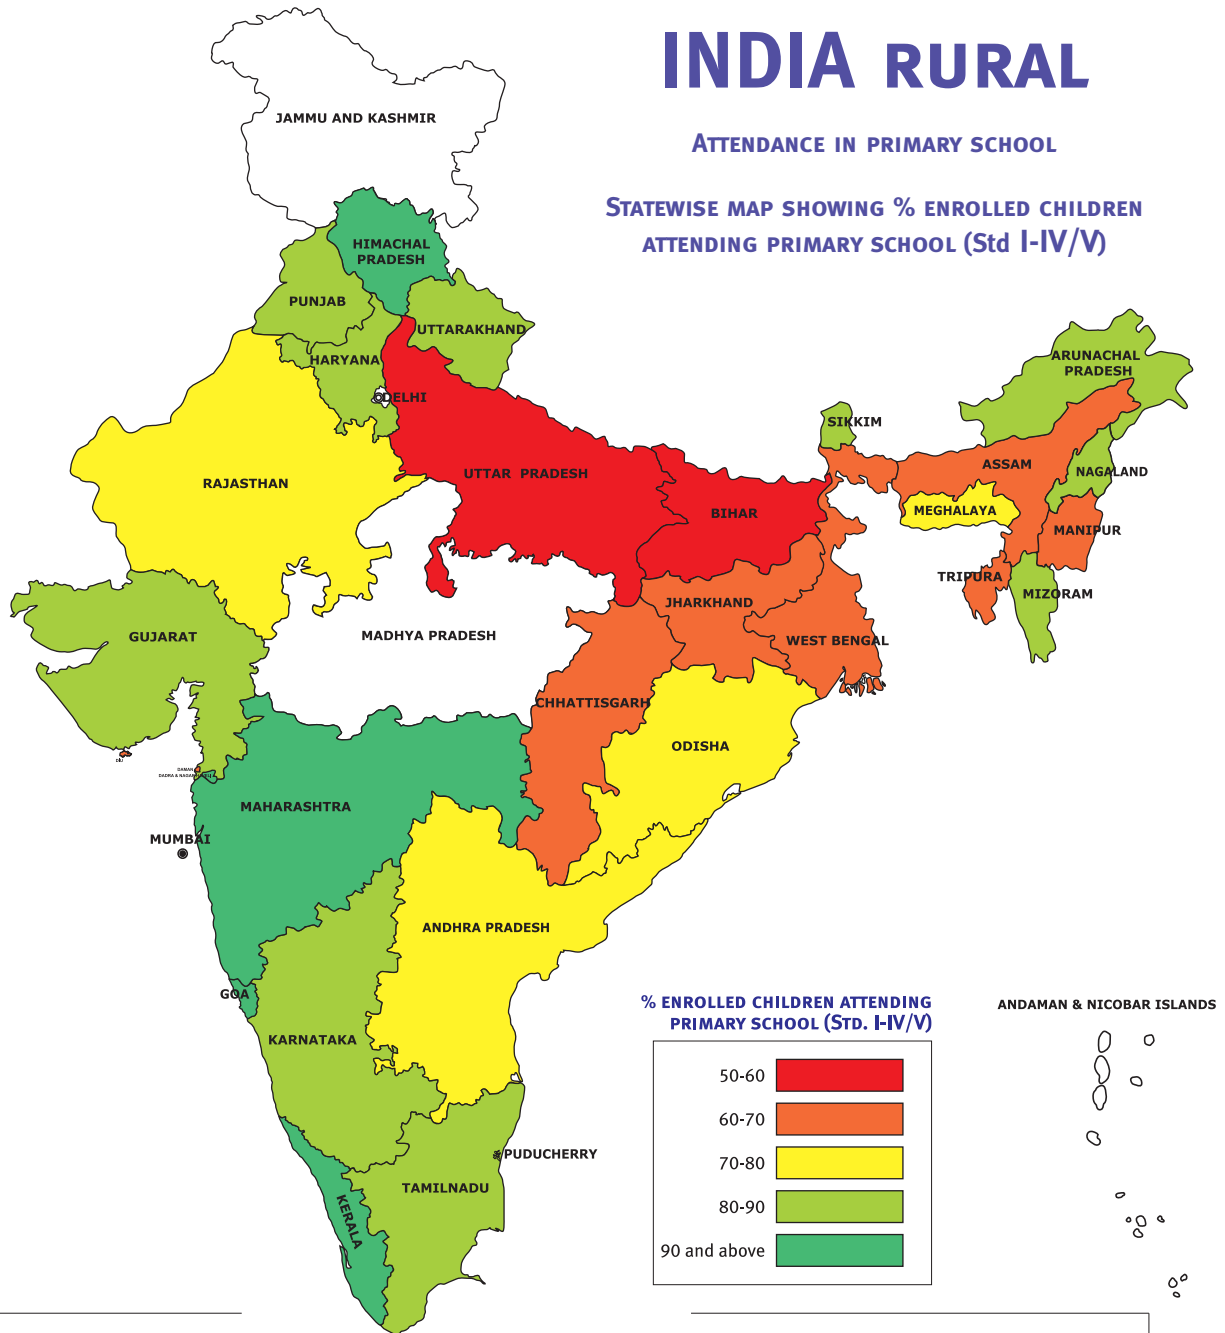 INDIA RURAL
ATTENDANCE IN PRIMARY SCHOOL
STATEWISE MAP SHOWING % ENROLLED CHILDREN
ATTENDING PRIMARY SCHOOL (Std I-IV/V)
JAMMU AND KASHMIR
HIMACHAL
PRADESH
PUNJAB
UTTARAKHAND
HARYANA
DELHI
ARUNACHAL
PRADESH
SIKKIM
ASSAM
NAGALAND
RAJASTHAN
UTTAR PRADESH
BIHAR
MEGHALAYA
MANIPUR
TRIPURA
MIZORAM
JHARKHAND
GUJARAT
MADHYA PRADESH
WEST BENGAL
CHHATTISGARH
ODISHA
DIU
DAMAN
MAHARASHTRA
MUMBAI
ANDHRA PRADESH
GOA
KARNATAKA
PUDUCHERRY
TAMILNADU
KERALA
% ENROLLED CHILDREN ATTENDING
PRIMARY SCHOOL (STD. I-IV/V)
50-60
60-70
70-80
80-90
90 and above
ANDAMAN & NICOBAR ISLANDS